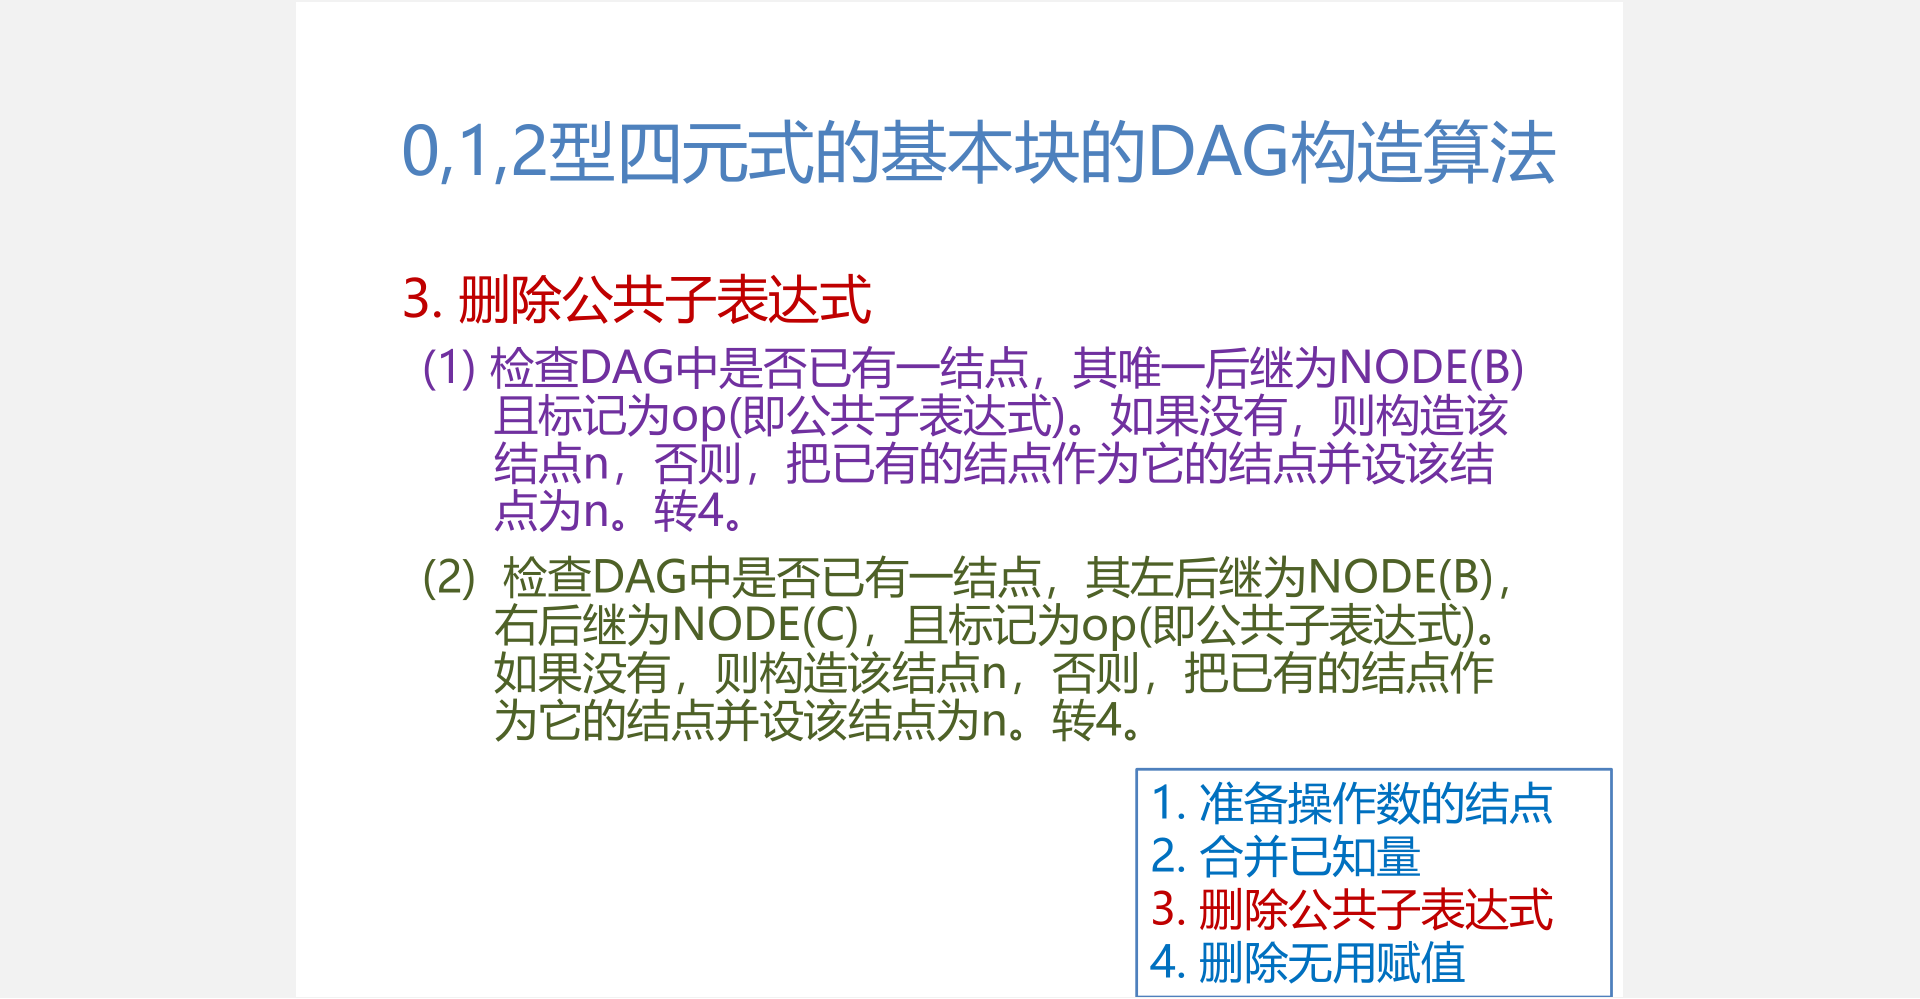 0,1,2型四元式的基本块的DAG构造算法
3. 删除公共子表达式
(1) 检查DAG中是否已有一结点，其唯一后继为NODE(B)
且标记为op(即公共子表达式)。如果没有，则构造该
结点n，否则，把已有的结点作为它的结点并设该结
点为n。转4。
(2) 检查DAG中是否已有一结点，其左后继为NODE(B)，
右后继为NODE(C)，且标记为op(即公共子表达式)。
如果没有，则构造该结点n，否则，把已有的结点作
为它的结点并设该结点为n。转4。
1. 准备操作数的结点
2. 合并已知量
3. 删除公共子表达式
4. 删除无用赋值